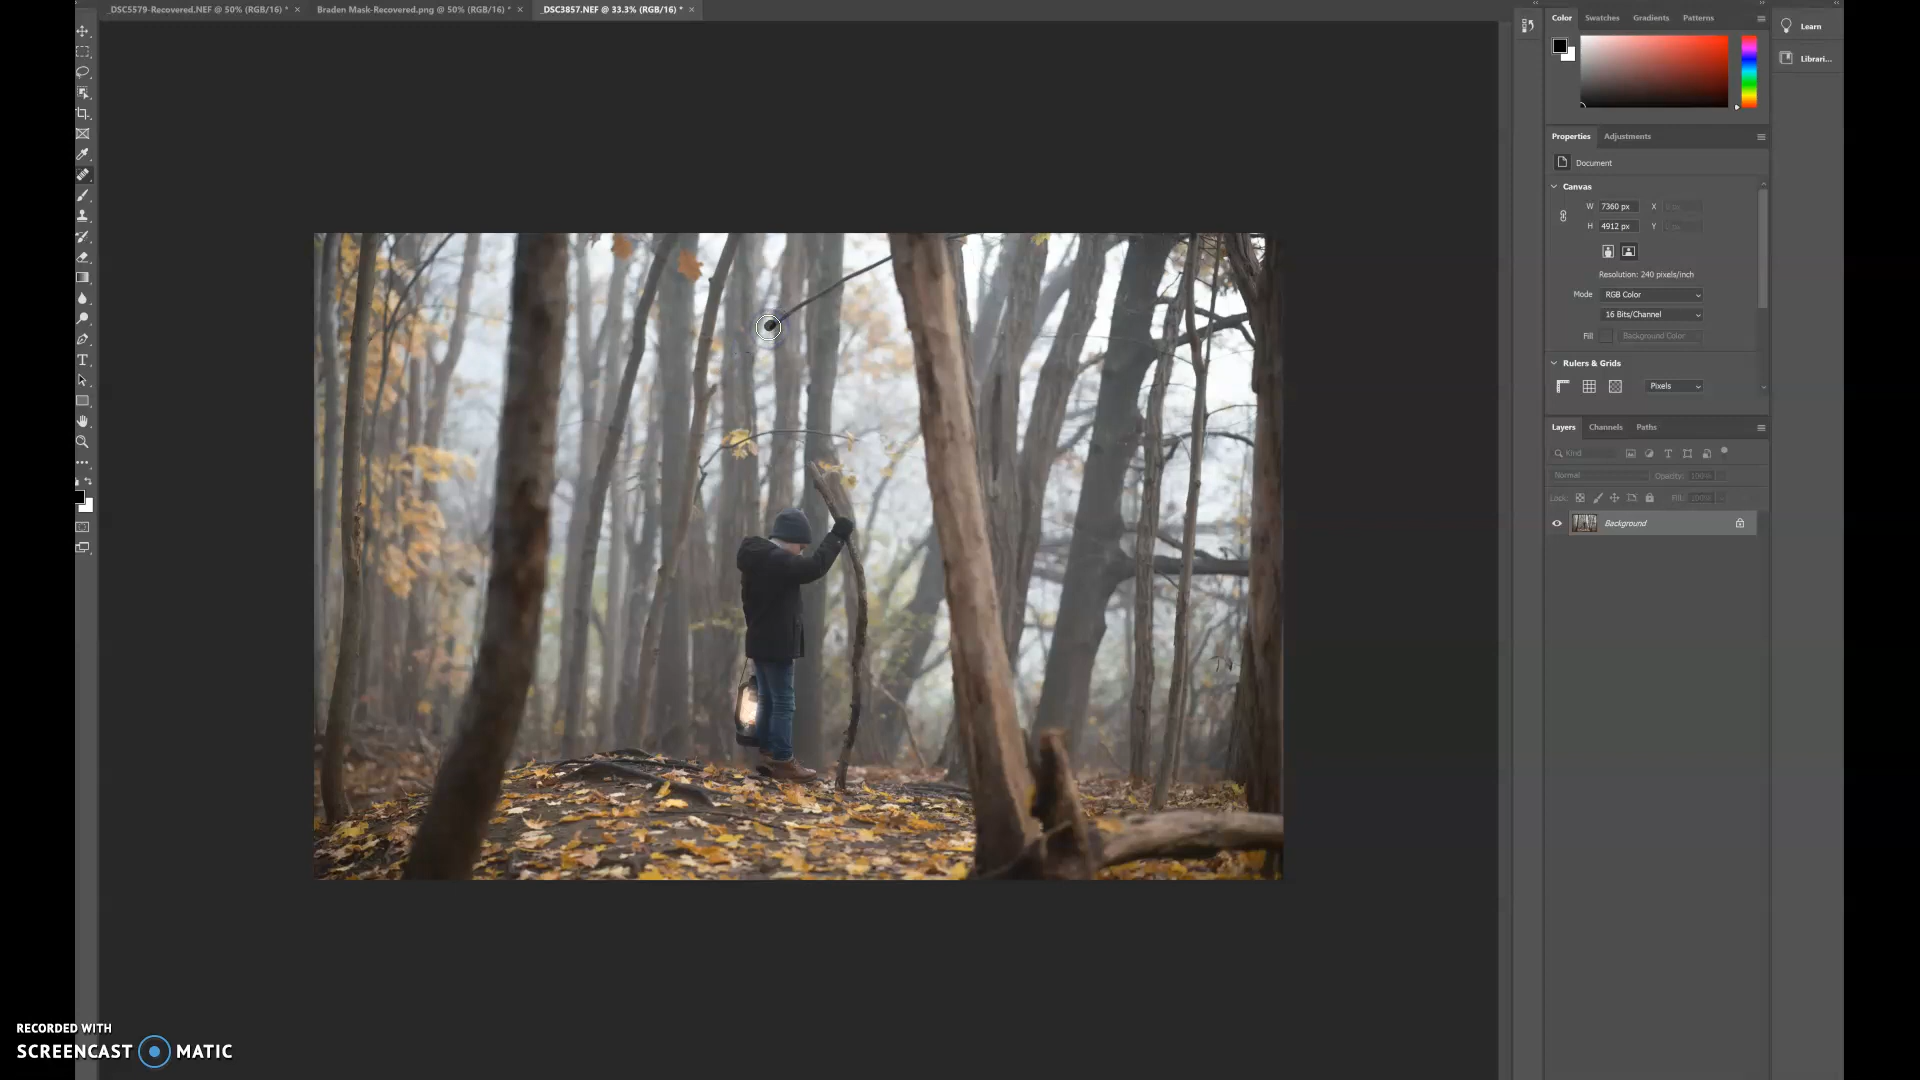 _DSC5579-Recovered.NEF @ 50% (RGB/16) * ×
Braden Mask-Recovered.png @ 50% (RGB/16) * ×
_DSC3857.NEF @ 33.3% (RGB/16) * ×
Color Swatches Gradients Patterns
Learn
Librari...
Properties Adjustments
Document
Canvas
W 7360 px X
H 4912 px Y
Resolution: 240 pixels/inch
Mode RGB Color
16 Bits/Channel
Fill Background Color
Rulers & Grids
Pixels
Layers Channels Paths
Kind
Normal Opacity: 100%
Lock: Fill: 100%
Background
RECORDED WITH
SCREENCAST MATIC